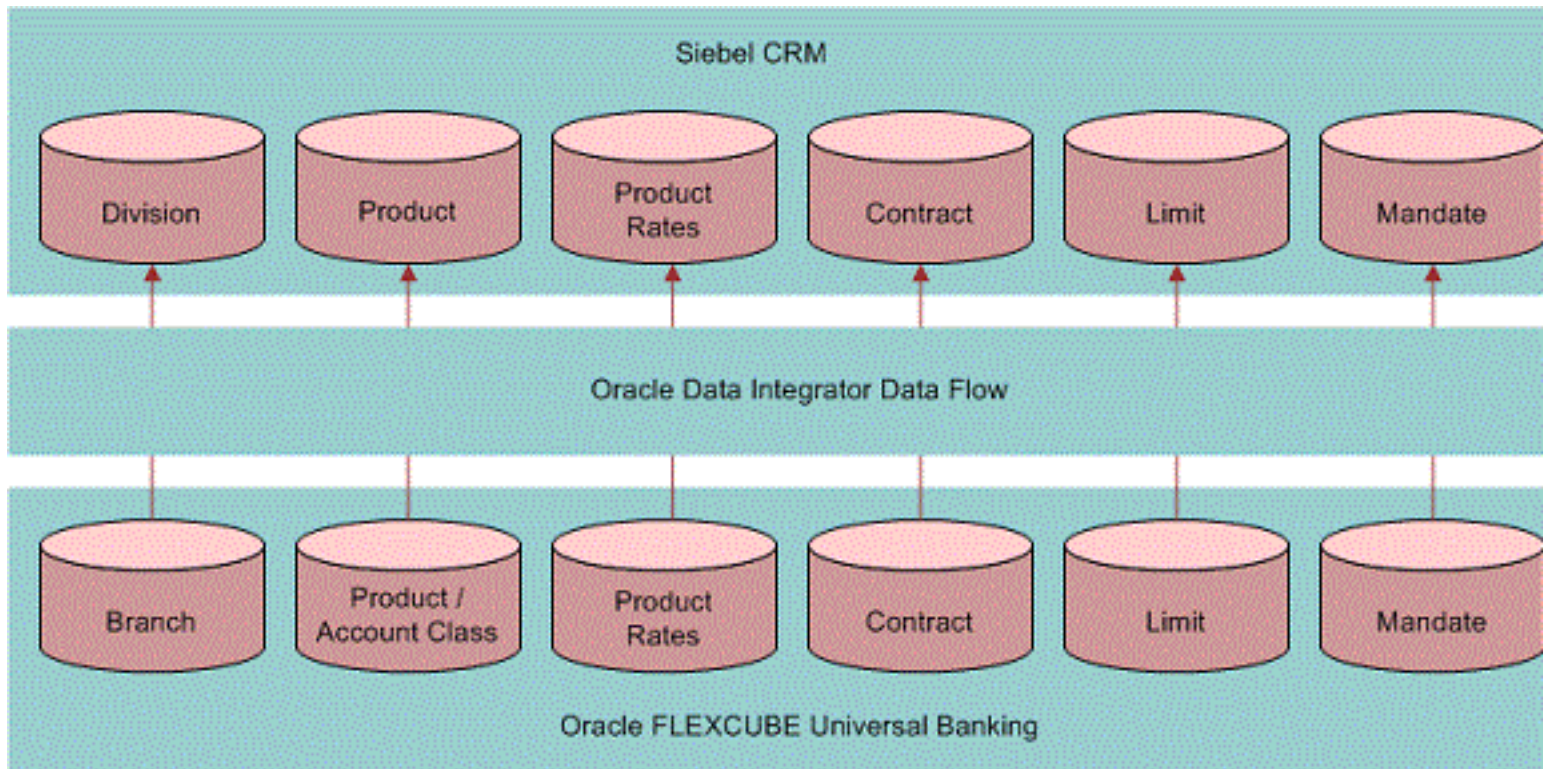 Siebel CRM
Division
Product
Product
Rates
Contract
Limit
Mandate
Oracle Data Integrator Data Flow
Branch
Product /
Account Class
Product
Rates
Contract
Limit
Mandate
Oracle FLEXCUBE Universal Banking